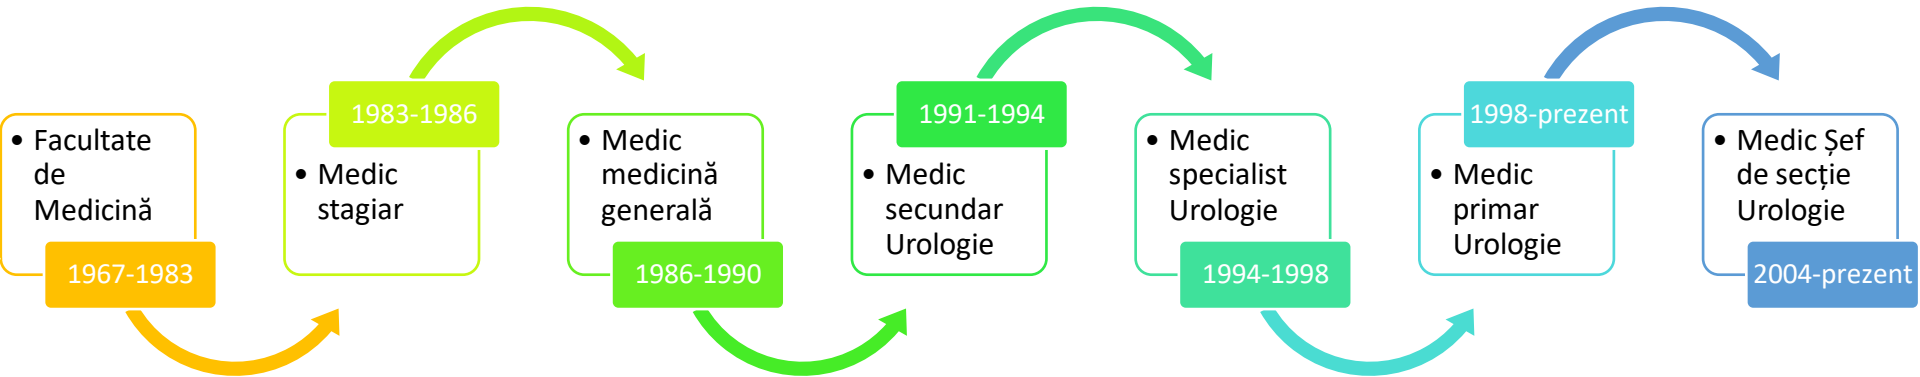 • Facultate
de
Medicină
1967-1983
1983-1986
• Medic
stagiar
• Medic
medicină
generală
1986-1990
1991-1994
• Medic
secundar
Urologie
• Medic
specialist
Urologie
1994-1998
1998-prezent
• Medic
primar
Urologie
• Medic Șef
de secție
Urologie
2004-prezent